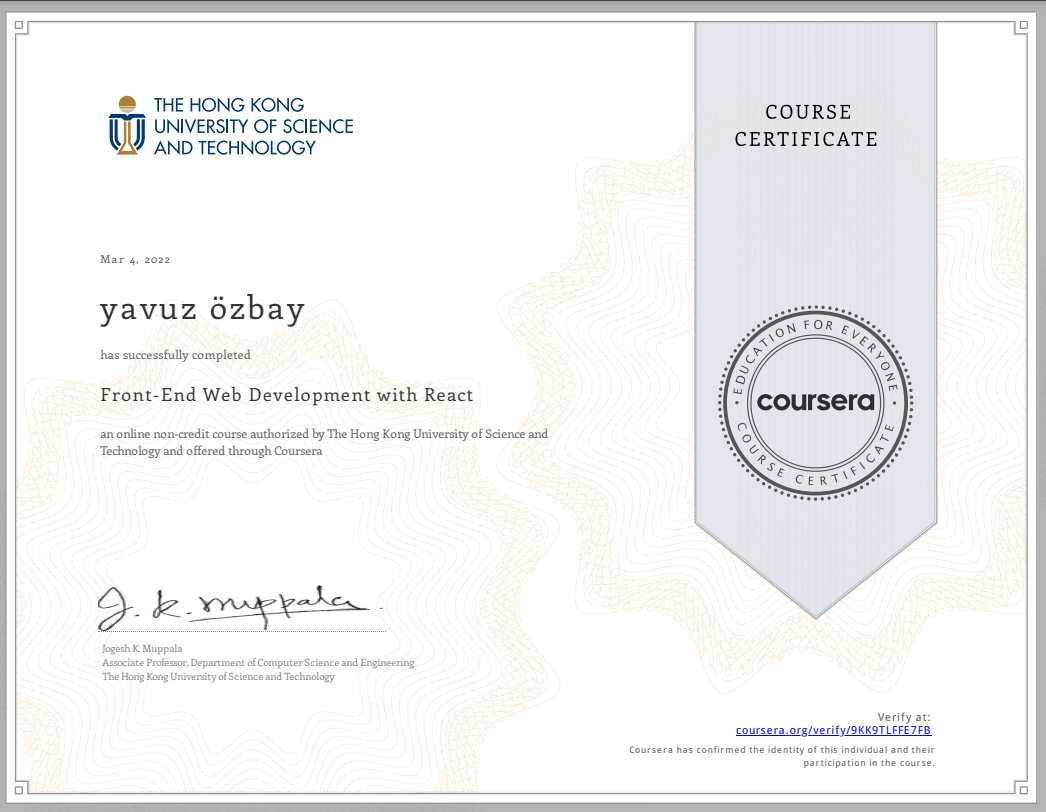 THE HONG KONG
UNIVERSITY OF SCIENCE
AND TECHNOLOGY
COURSE
CERTIFICATE
Mar 4, 2022
yavuz özbay
has successfully completed
Front-End Web Development with React
an online non-credit course authorized by The Hong Kong University of Science and
Technology and offered through Coursera
EDUCATION FOR EVERYONE
coursera
COURSE CERTIFICATE
J. K. Muppala
Jogesh K. Muppala
Associate Professor, Department of Computer Science and Engineering
The Hong Kong University of Science and Technology
Verify at:
coursera.org/verify/9KK9TLFFE7FB
Coursera has confirmed the identity of this individual and their
participation in the course.